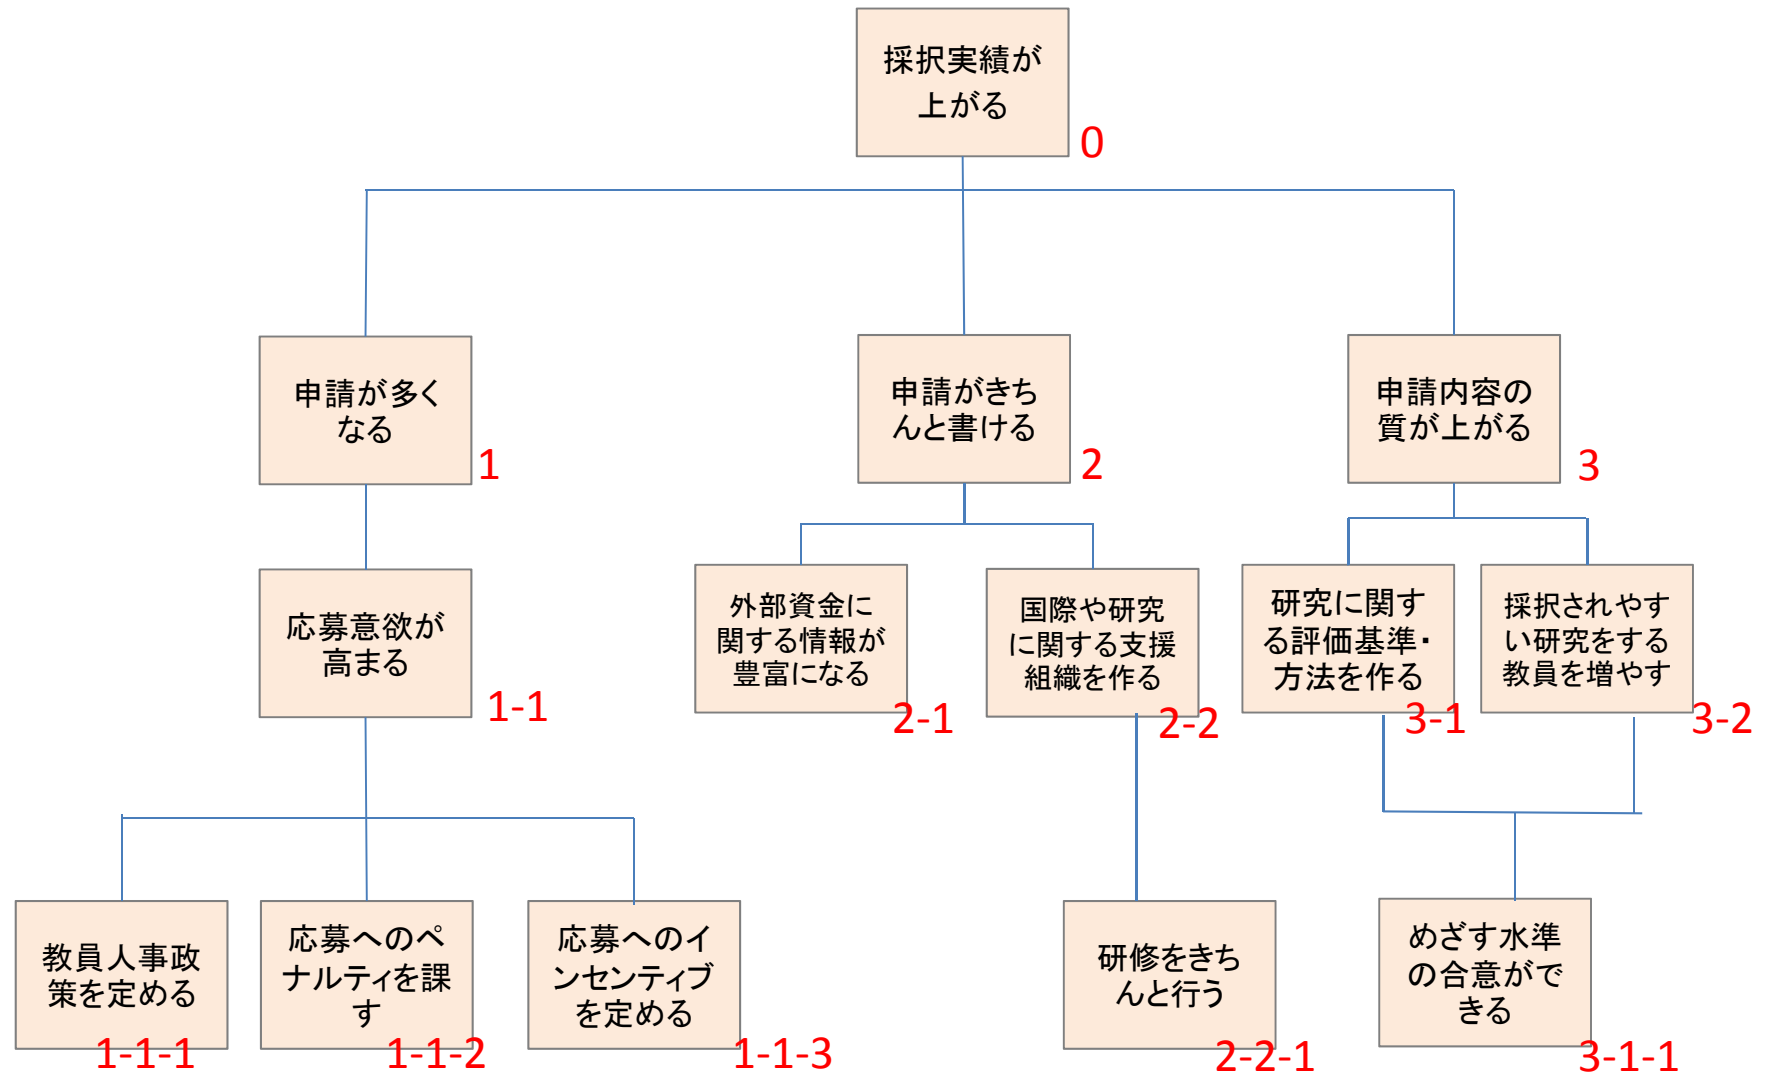 採択実績が
上がる
0
申請が多く
なる
1
申請がきち
んと書ける
2
申請内容の
質が上がる
3
応募意欲が
高まる
1-1
外部資金に
関する情報が
豊富になる
2-1
国際や研究
に関する支援
組織を作る
2-2
研究に関す
る評価基準・
方法を作る
3-1
採択されやす
い研究をする
教員を増やす
3-2
教員人事政
策を定める
1-1-1
応募へのペ
ナルティを課
す
1-1-2
応募へのイ
ンセンティブ
を定める
1-1-3
研修をきち
んと行う
2-2-1
めざす水準
の合意がで
きる
3-1-1